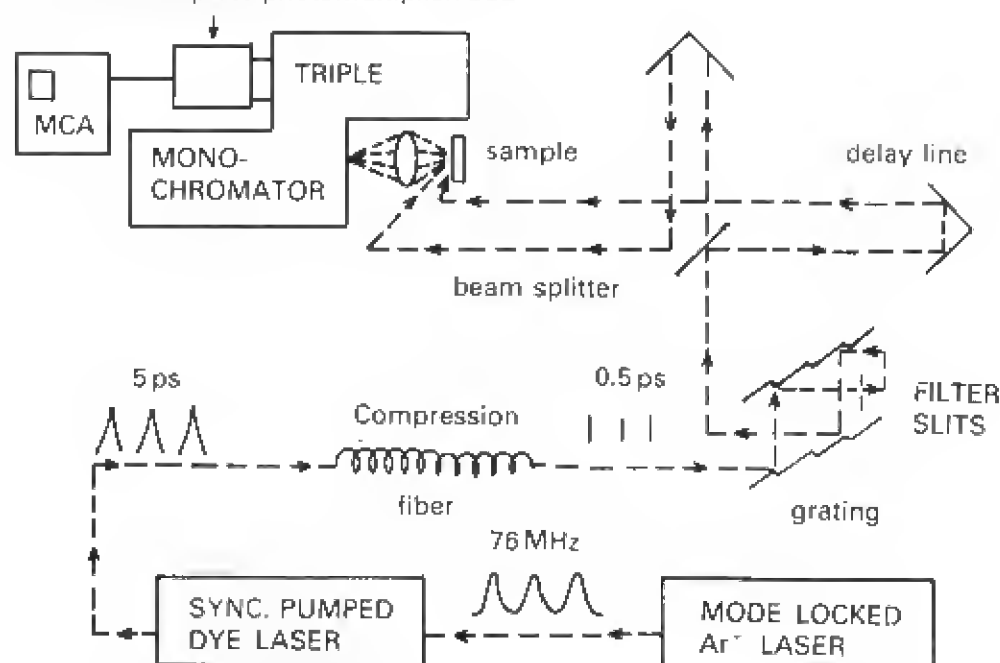 TRIPLE
MCA
MONO-
CHROMATOR
sample
delay line
beam splitter
5 ps
0.5 ps
Compression
FILTER
SLITS
fiber
grating
76 MHz
SYNC. PUMPED
DYE LASER
MODE LOCKED
Ar⁺ LASER